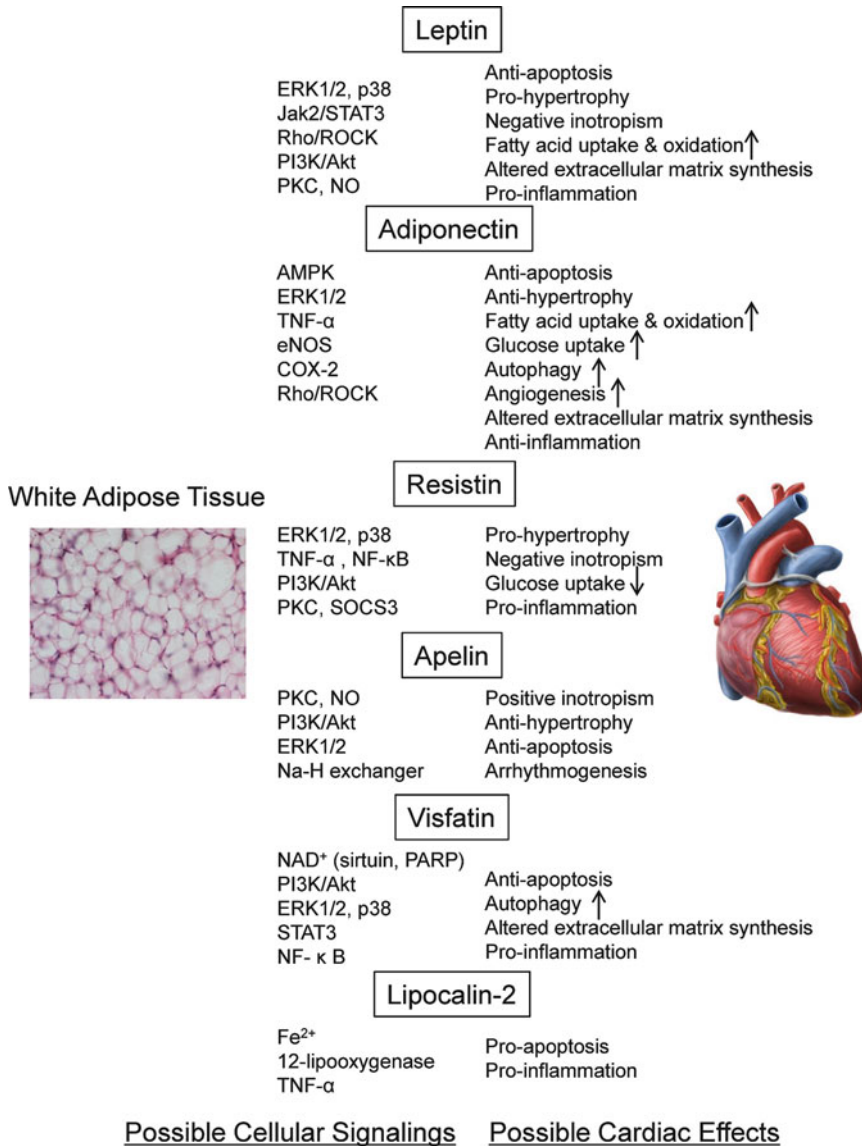 Leptin
ERK1/2, p38
Jak2/STAT3
Rho/ROCK
PI3K/Akt
PKC, NO
Anti-apoptosis
Pro-hypertrophy
Negative inotropism
Fatty acid uptake & oxidation↑
Altered extracellular matrix synthesis
Pro-inflammation
Adiponectin
AMPK
ERK1/2
TNF-α
eNOS
COX-2
Rho/ROCK
Anti-apoptosis
Anti-hypertrophy
Fatty acid uptake & oxidation↑
Glucose uptake ↑
Autophagy ↑
Angiogenesis ↑
Altered extracellular matrix synthesis
Anti-inflammation
White Adipose Tissue
Resistin
ERK1/2, p38
TNF-α , NF-κB
PI3K/Akt
PKC, SOCS3
Pro-hypertrophy
Negative inotropism
Glucose uptake ↓
Pro-inflammation
Apelin
PKC, NO
PI3K/Akt
ERK1/2
Na-H exchanger
Positive inotropism
Anti-hypertrophy
Anti-apoptosis
Arrhythmogenesis
Visfatin
NAD⁺ (sirtuin, PARP)
PI3K/Akt
ERK1/2, p38
STAT3
NF- κ B
Anti-apoptosis
Autophagy ↑
Altered extracellular matrix synthesis
Pro-inflammation
Lipocalin-2
Fe²⁺
12-lipooxygenase
TNF-α
Pro-apoptosis
Pro-inflammation
Possible Cellular Signalings
Possible Cardiac Effects